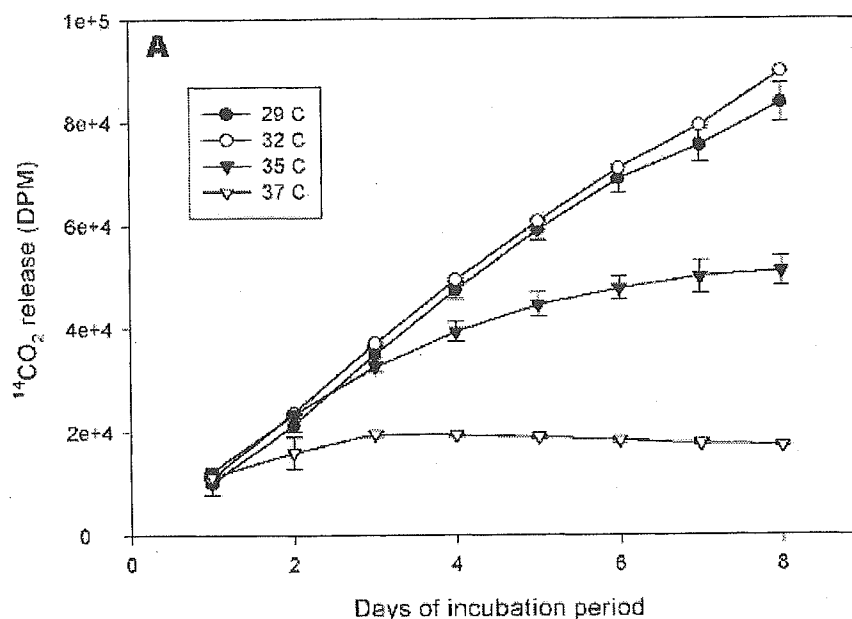 A
1e+5
8e+4
6e+4
4e+4
2e+4
0
29 C
32 C
35 C
37 C
¹⁴CO₂ release (DPM)
0 2 4 6 8
Days of incubation period